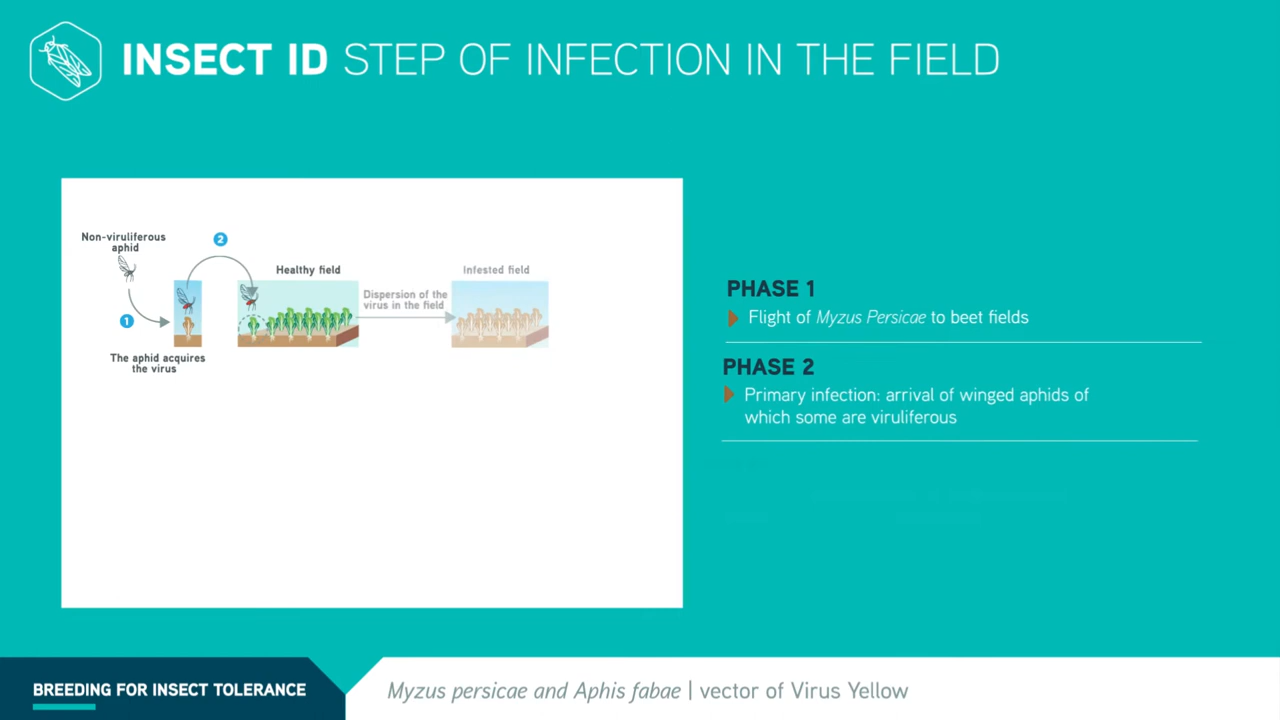 INSECT ID STEP OF INFECTION IN THE FIELD
Non-viruliferous
aphid
2
Healthy field
Infested field
Dispersion of the
virus in the field
1
The aphid acquires
the virus
PHASE 1
Flight of Myzus Persicae to beet fields
PHASE 2
Primary infection: arrival of winged aphids of
which some are viruliferous
BREEDING FOR INSECT TOLERANCE
Myzus persicae and Aphis fabae | vector of Virus Yellow